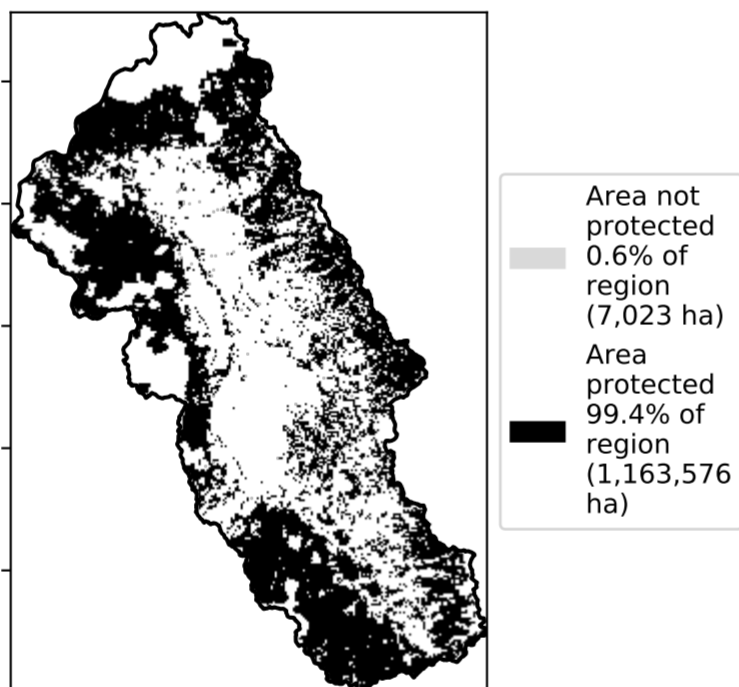 Area not
protected
0.6% of
region
(7,023 ha)
Area
protected
99.4% of
region
(1,163,576
ha)